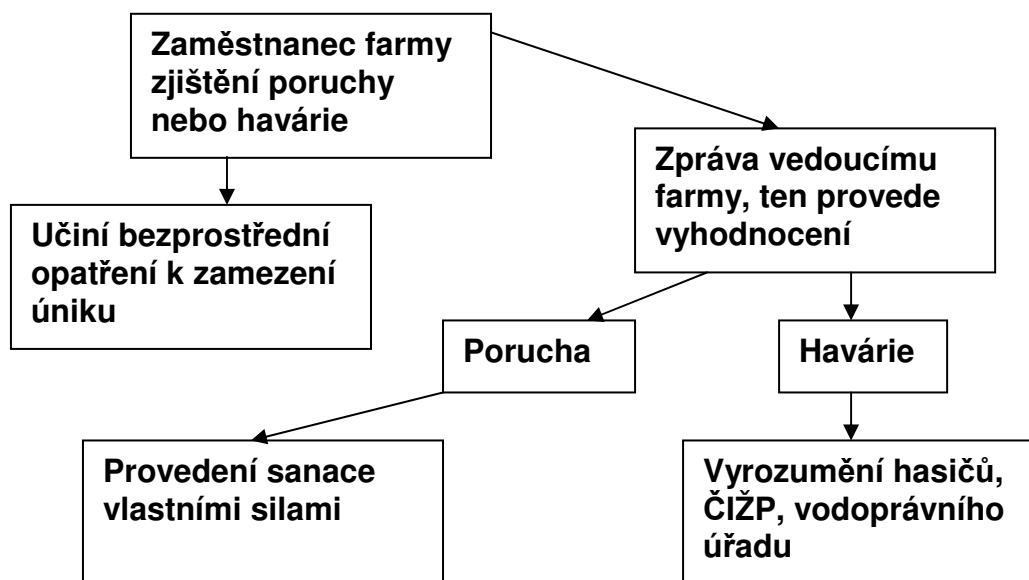 Zaměstnanec farmy
zjištění poruchy
nebo havárie
Zpráva vedoucímu
farmy, ten provede
vyhodnocení
Učiní bezprostřední
opatření k zamezení
úniku
Porucha
Havárie
Provedení sanace
vlastními silami
Vyrozumění hasičů,
ČIŽP, vodoprávního
úřadu